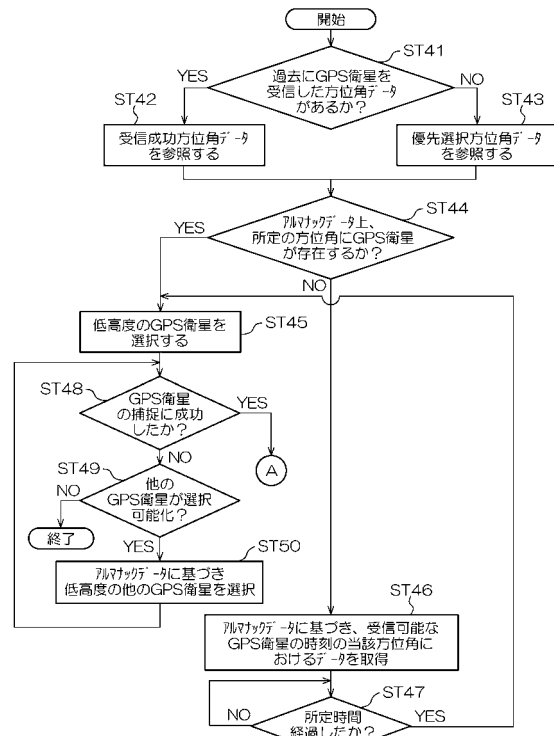 開始
ST41
過去にGPS衛星を
受信した方位角データ
があるか?
YES
NO
ST42
受信成功方位角データ
を参照する
ST43
優先選択方位角データ
を参照する
ST44
アルマナックデータ上、
所定の方位角にGPS衛星
が存在するか?
YES
NO
ST45
低高度のGPS衛星を
選択する
ST48
GPS衛星
の捕捉に成功
したか?
YES
A
NO
ST49
他の
GPS衛星が選択
可能化?
NO
終了
YES
ST50
アルマナックデータに基づき
低高度の他のGPS衛星を選択
ST46
アルマナックデータに基づき、受信可能な
GPS衛星の時刻の当該方位角に
おけるデータを取得
ST47
所定時間
経過したか?
NO
YES